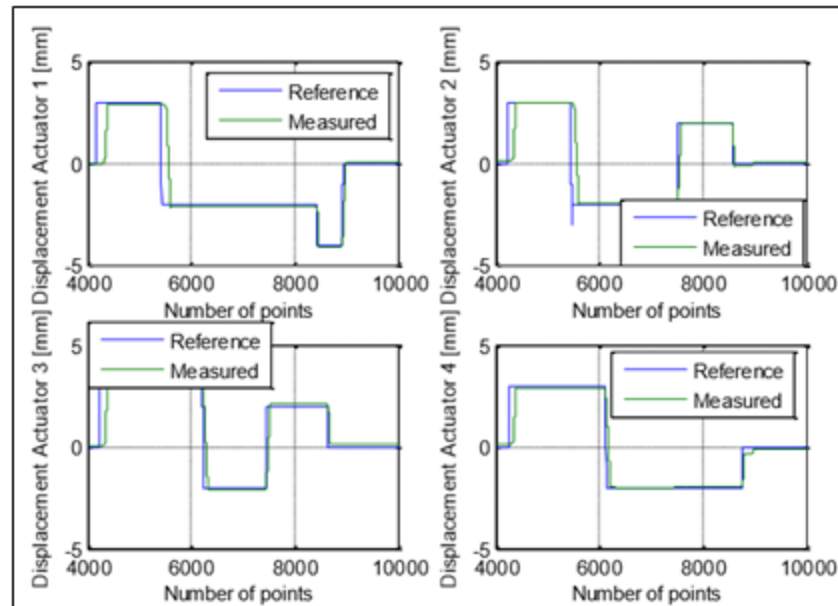 Displacement Actuator 1 [mm]
5
0
-5
Reference
Measured
4000 6000 8000 10000
Number of points
Displacement Actuator 2 [mm]
5
0
-5
Reference
Measured
4000 6000 8000 10000
Number of points
Displacement Actuator 3 [mm]
5
0
-5
Reference
Measured
4000 6000 8000 10000
Number of points
Displacement Actuator 4 [mm]
5
0
-5
Reference
Measured
4000 6000 8000 10000
Number of points